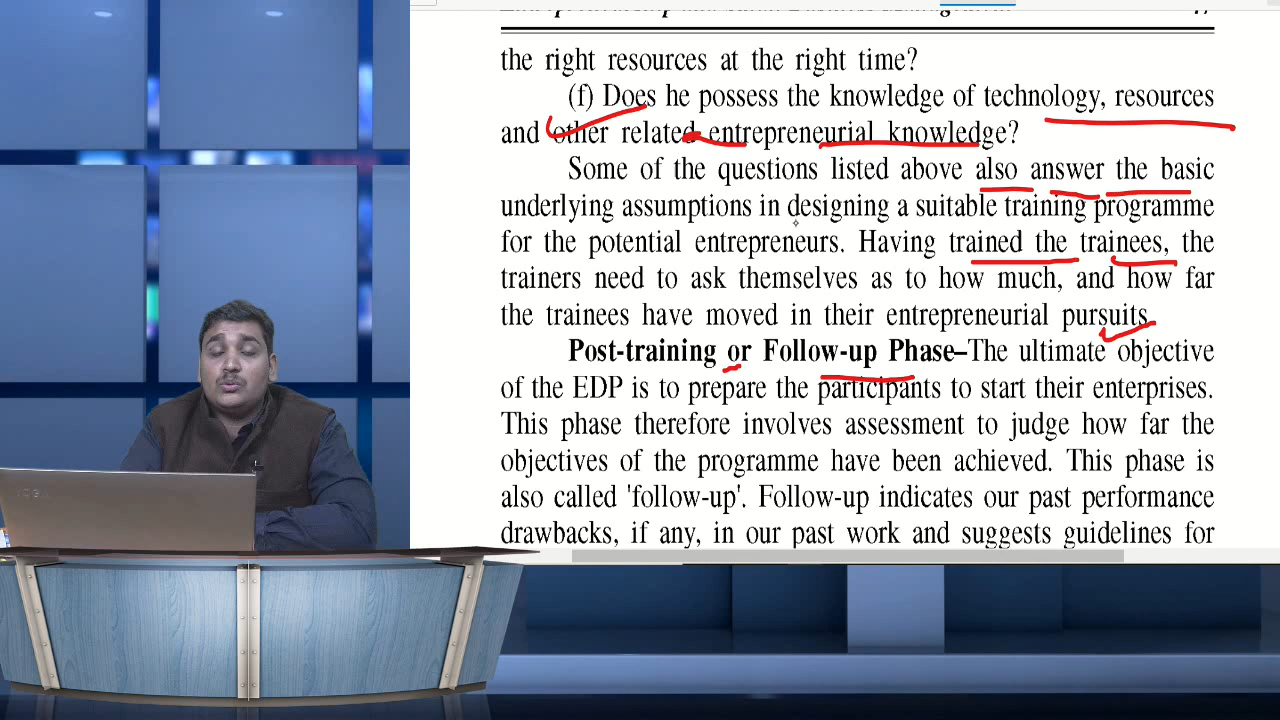 the right resources at the right time?
(f) Does he possess the knowledge of technology, resources
and other related entrepreneurial knowledge?
Some of the questions listed above also answer the basic
underlying assumptions in designing a suitable training programme
for the potential entrepreneurs. Having trained the trainees, the
trainers need to ask themselves as to how much, and how far
the trainees have moved in their entrepreneurial pursuits.
Post-training or Follow-up Phase–The ultimate objective
of the EDP is to prepare the participants to start their enterprises.
This phase therefore involves assessment to judge how far the
objectives of the programme have been achieved. This phase is
also called 'follow-up'. Follow-up indicates our past performance
drawbacks, if any, in our past work and suggests guidelines for